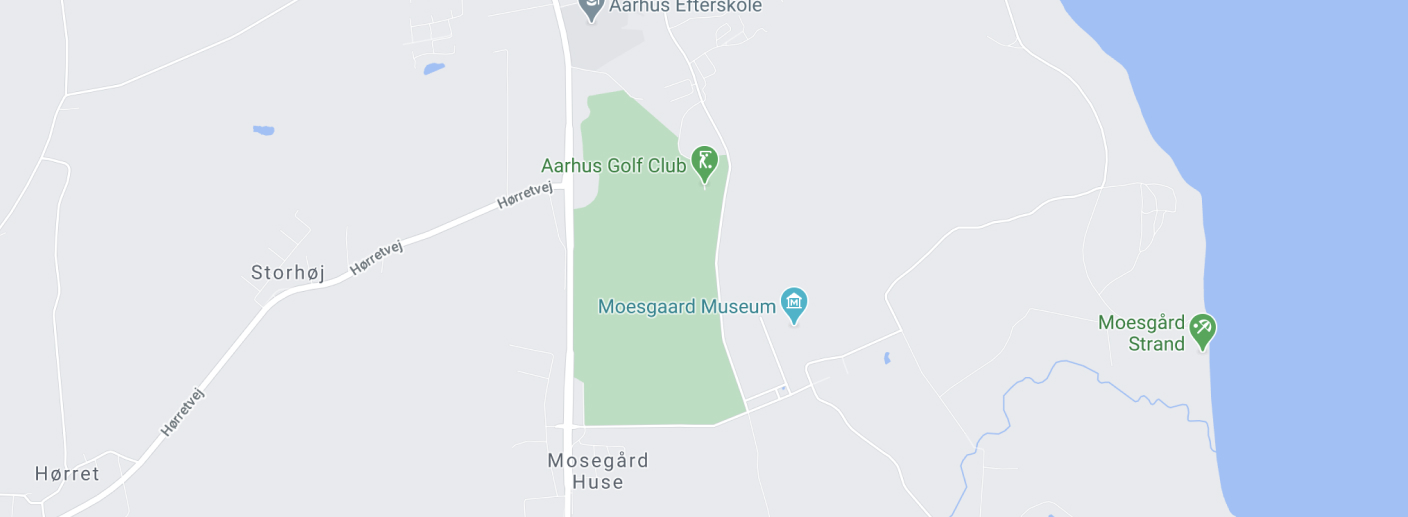 Aarhus Efterskole
Aarhus Golf Club
Hørretvej
Hørretvej
Storhøj
Moesgaard Museum
M
Moesgård
Strand
Hørretvej
Mosegård
Huse
Hørret